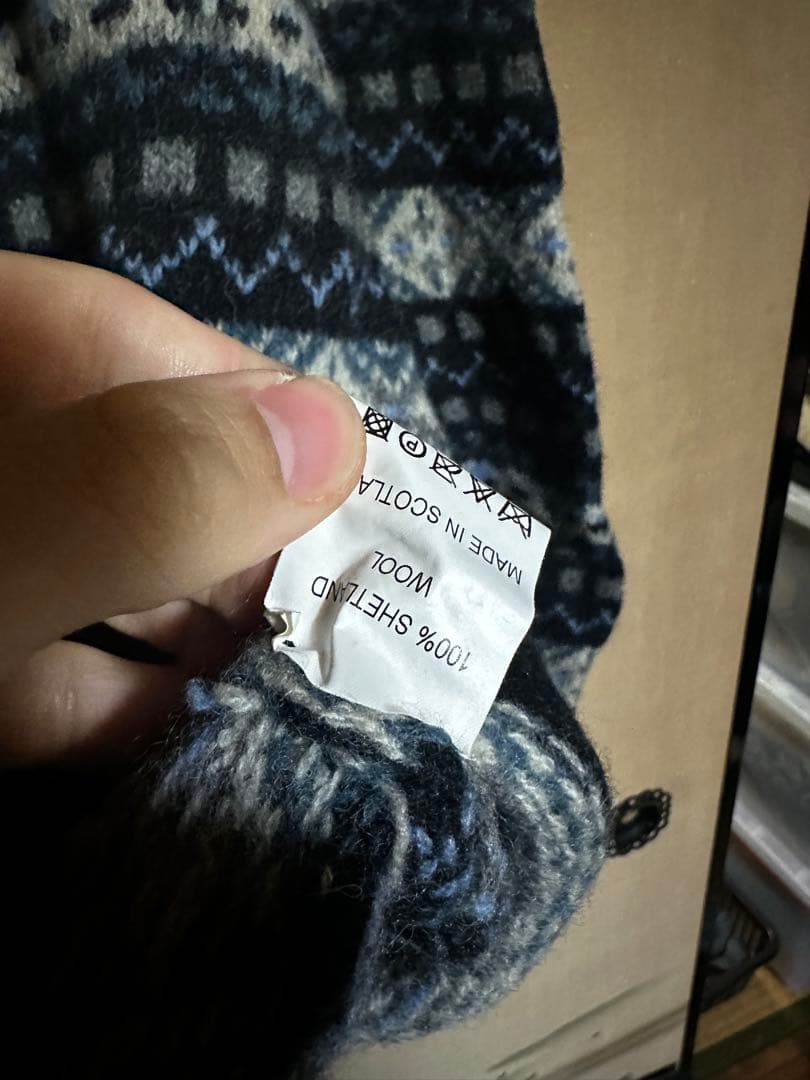 100% SHETLAND
WOOL
MADE IN SCOTLA
P